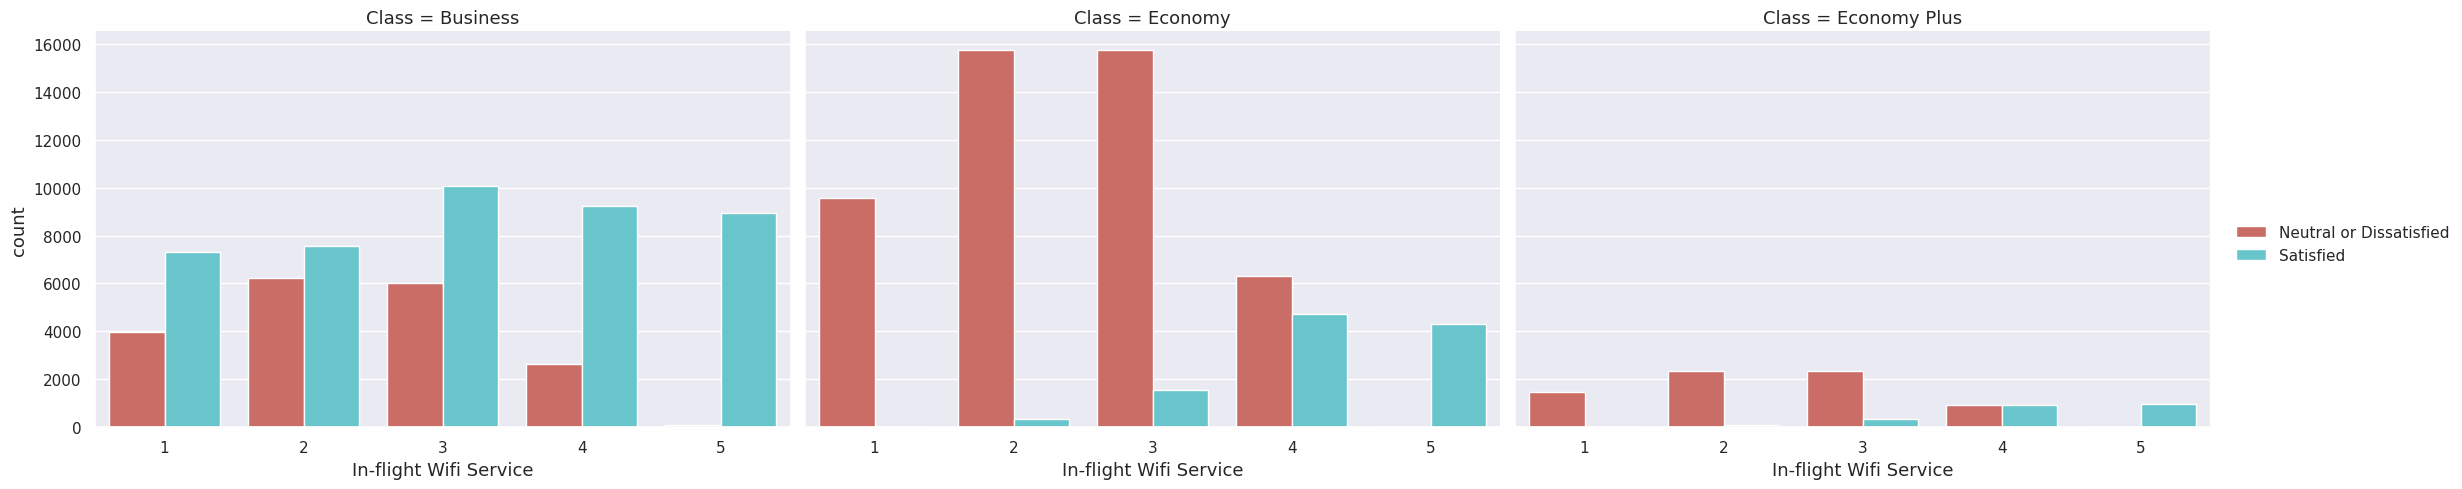 Class = Business
Class = Economy
Class = Economy Plus
16000
14000
12000
10000
8000
6000
4000
2000
0
count
1 2 3 4 5
1 2 3 4 5
1 2 3 4 5
In-flight Wifi Service
In-flight Wifi Service
In-flight Wifi Service
Neutral or Dissatisfied
Satisfied